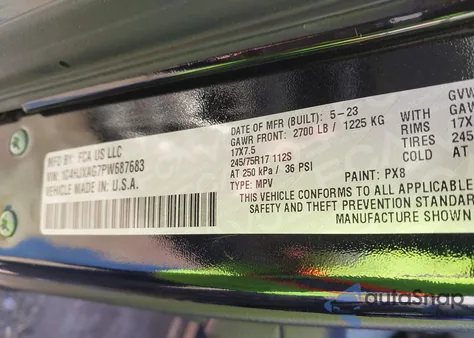 MFD BY: FCA US LLC
VIN: 1C4HJXAG7PW687683
VEHICLE MADE IN U.S.A.
DATE OF MFR (BUILT): 5-23
GAWR FRONT: 2700 LB / 1225 KG
17X7.5
245/75R17 112S
AT 250 kPa / 36 PSI
TYPE: MPV
PAINT: PX8
THIS VEHICLE CONFORMS TO ALL APPLICABLE
SAFETY AND THEFT PREVENTION STANDAR
MANUFACTURE SHOWN
GVW
WITH GAW
RIMS 17X
TIRES 245
COLD AT
autoSnap